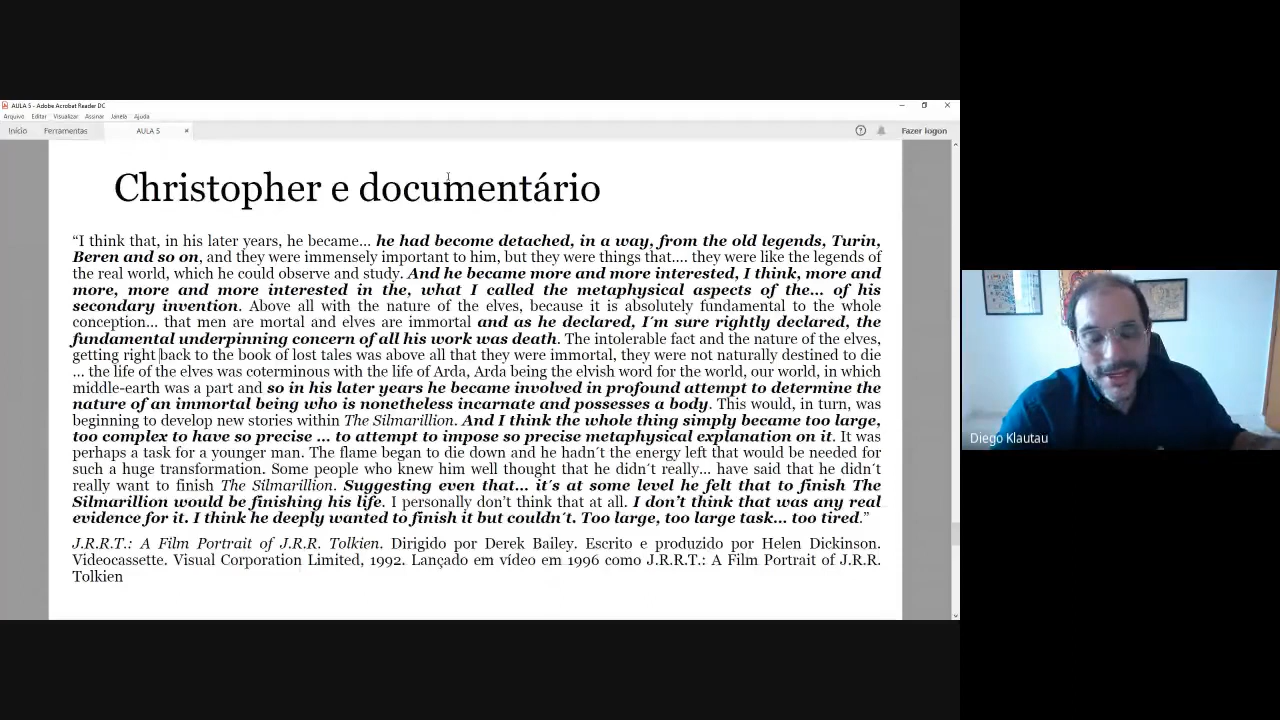 AULA 5 - Adobe Acrobat Reader DC
Arquivo Editar Visualizar Assinar Janela Ajuda
Início Ferramentas AULA 5 × Fazer logon
Christopher e documentário
“I think that, in his later years, he became... he had become detached, in a way, from the old legends, Turin,
Beren and so on, and they were immensely important to him, but they were things that.... they were like the legends of
the real world, which he could observe and study. And he became more and more interested, I think, more and
more, more and more interested in the, what I called the metaphysical aspects of the... of his
secondary invention. Above all with the nature of the elves, because it is absolutely fundamental to the whole
conception... that men are mortal and elves are immortal and as he declared, I´m sure rightly declared, the
fundamental underpinning concern of all his work was death. The intolerable fact and the nature of the elves,
getting right back to the book of lost tales was above all that they were immortal, they were not naturally destined to die
... the life of the elves was coterminous with the life of Arda, Arda being the elvish word for the world, our world, in which
middle-earth was a part and so in his later years he became involved in profound attempt to determine the
nature of an immortal being who is nonetheless incarnate and possesses a body. This would, in turn, was
beginning to develop new stories within The Silmarillion. And I think the whole thing simply became too large,
too complex to have so precise ... to attempt to impose so precise metaphysical explanation on it. It was
perhaps a task for a younger man. The flame began to die down and he hadn´t the energy left that would be needed for
such a huge transformation. Some people who knew him well thought that he didn´t really... have said that he didn´t
really want to finish The Silmarillion. Suggesting even that... it´s at some level he felt that to finish The
Silmarillion would be finishing his life. I personally don’t think that at all. I don’t think that was any real
evidence for it. I think he deeply wanted to finish it but couldn´t. Too large, too large task... too tired.”
J.R.R.T.: A Film Portrait of J.R.R. Tolkien. Dirigido por Derek Bailey. Escrito e produzido por Helen Dickinson.
Videocassette. Visual Corporation Limited, 1992. Lançado em vídeo em 1996 como J.R.R.T.: A Film Portrait of J.R.R.
Tolkien
Diego Klautau